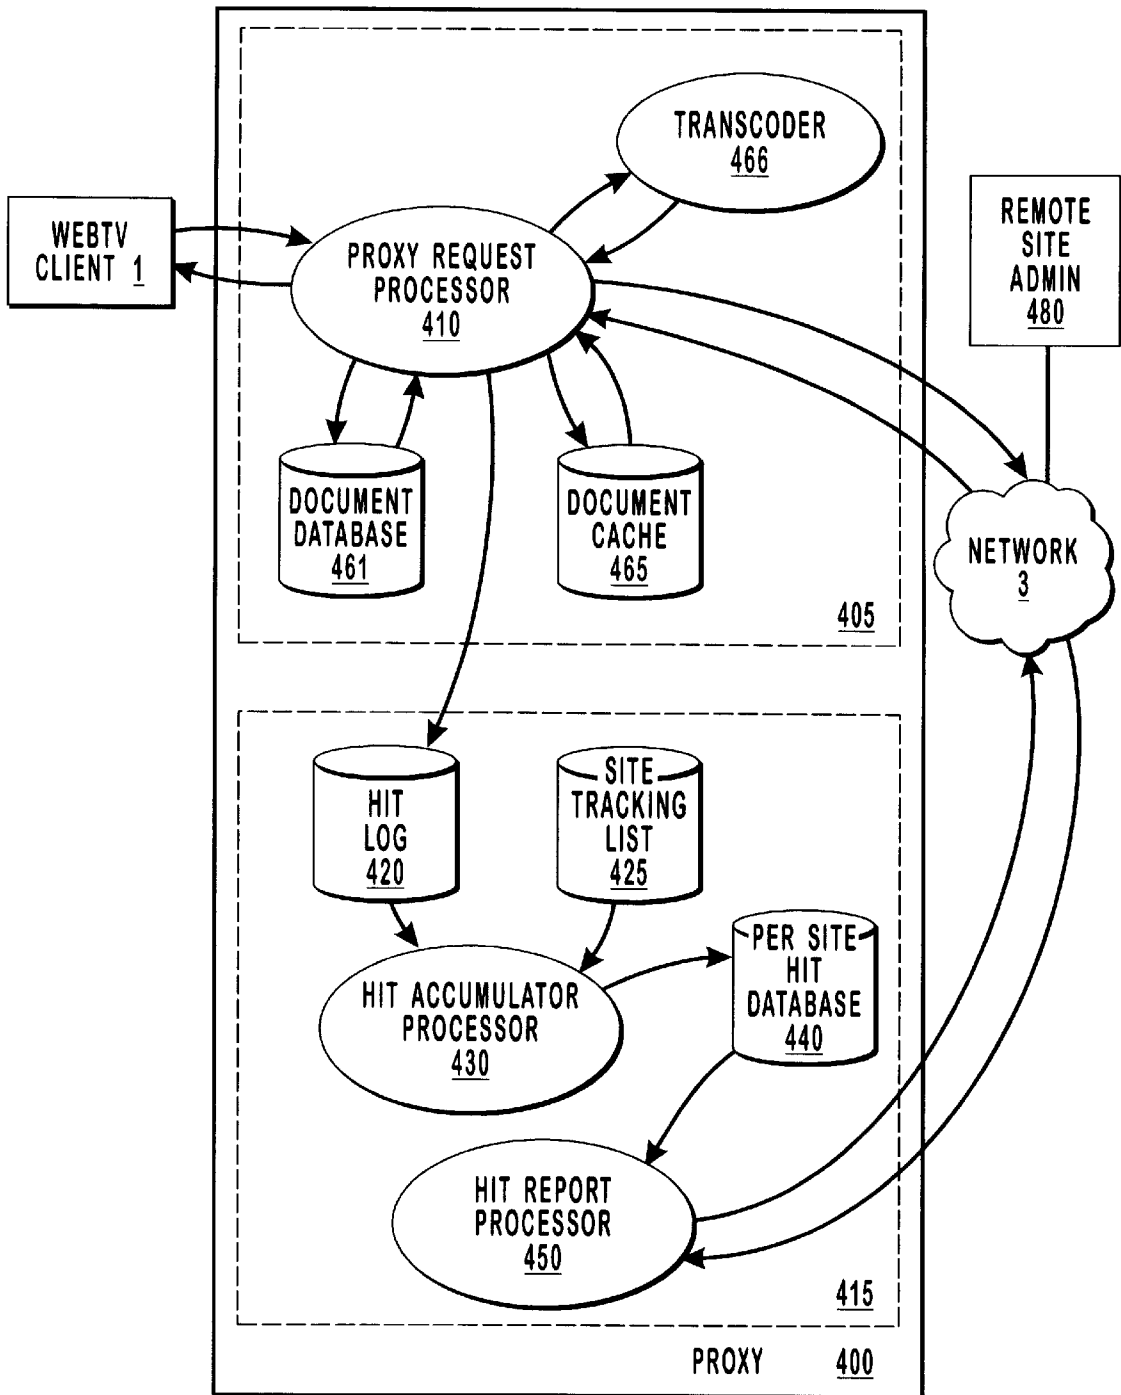 TRANSCODER
466
WEBTV
CLIENT 1
PROXY REQUEST
PROCESSOR
410
REMOTE
SITE
ADMIN
480
DOCUMENT
DATABASE
461
DOCUMENT
CACHE
465
NETWORK
3
405
HIT
LOG
420
SITE
TRACKING
LIST
425
PER SITE
HIT
DATABASE
440
HIT ACCUMULATOR
PROCESSOR
430
HIT REPORT
PROCESSOR
450
415
PROXY 400